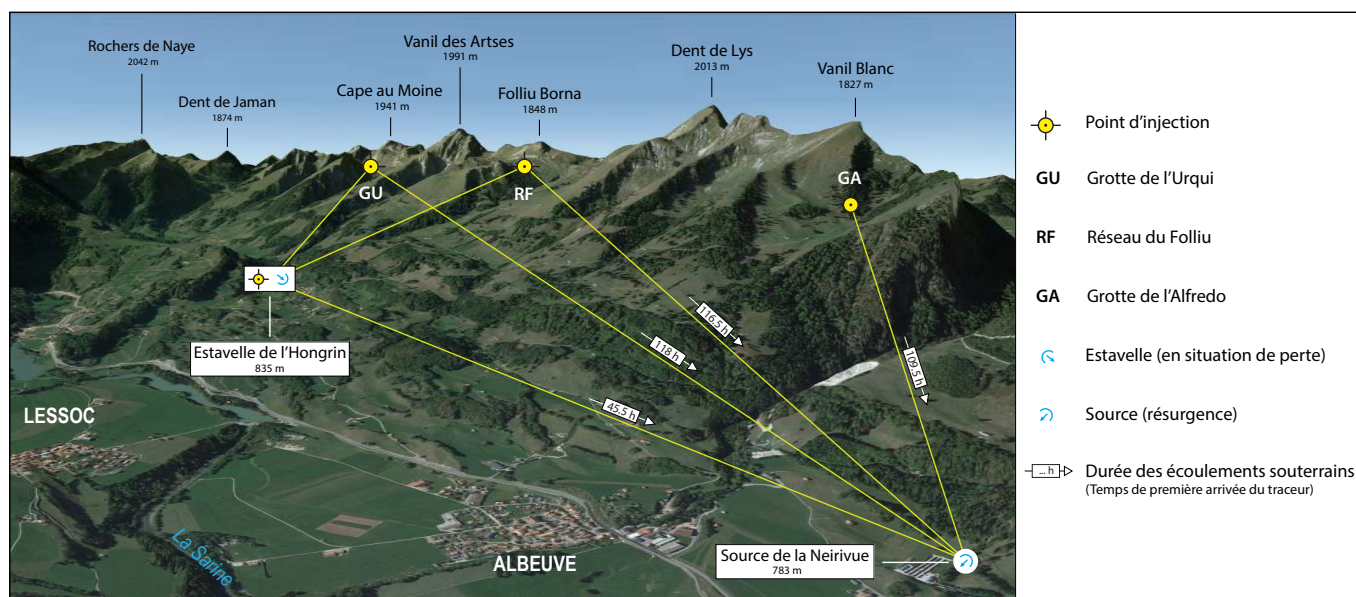 Rochers de Naye
2042 m
Dent de Jaman
1874 m
Cape au Moine
1941 m
Vanil des Artses
1991 m
Folliu Borna
1848 m
Dent de Lys
2013 m
Vanil Blanc
1827 m
GU
RF
GA
Estavelle de l'Hongrin
835 m
116.5 h
118 h
109.5 h
45.5 h
LESSOC
La Sarine
ALBEUVE
Source de la Neirivue
783 m
Point d'injection
GU Grotte de l'Urqui
RF Réseau du Folliu
GA Grotte de l'Alfredo
Estavelle (en situation de perte)
Source (résurgence)
... h Durée des écoulements souterrains
(Temps de première arrivée du traceur)